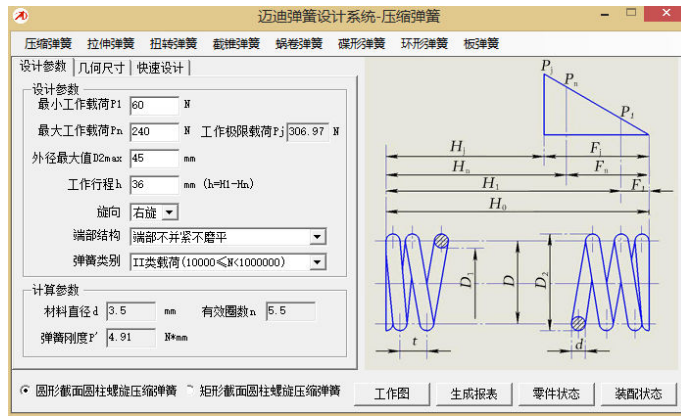 迈迪弹簧设计系统-压缩弹簧
压缩弹簧 拉伸弹簧 扭转弹簧 截锥弹簧 蜗卷弹簧 碟形弹簧 环形弹簧 板弹簧
设计参数 几何尺寸 快速设计
设计参数
最小工作载荷P1 60 N
最大工作载荷Pn 240 N 工作极限载荷Pj 306.97 N
外径最大值D2max 45 mm
工作行程h 36 mm (h=H1-Hn)
旋向 右旋
端部结构 端部不并紧不磨平
弹簧类别 II类载荷(10000≤N<1000000)
计算参数
材料直径d 3.5 mm 有效圈数n 5.5
弹簧刚度P' 4.91 N*mm
Pj
Pn
P1
Hj Fj
Hn Fn
H1 F1
H0
D1 D D2
t d
圆形截面圆柱螺旋压缩弹簧 矩形截面圆柱螺旋压缩弹簧 工作图 生成报表 零件状态 装配状态